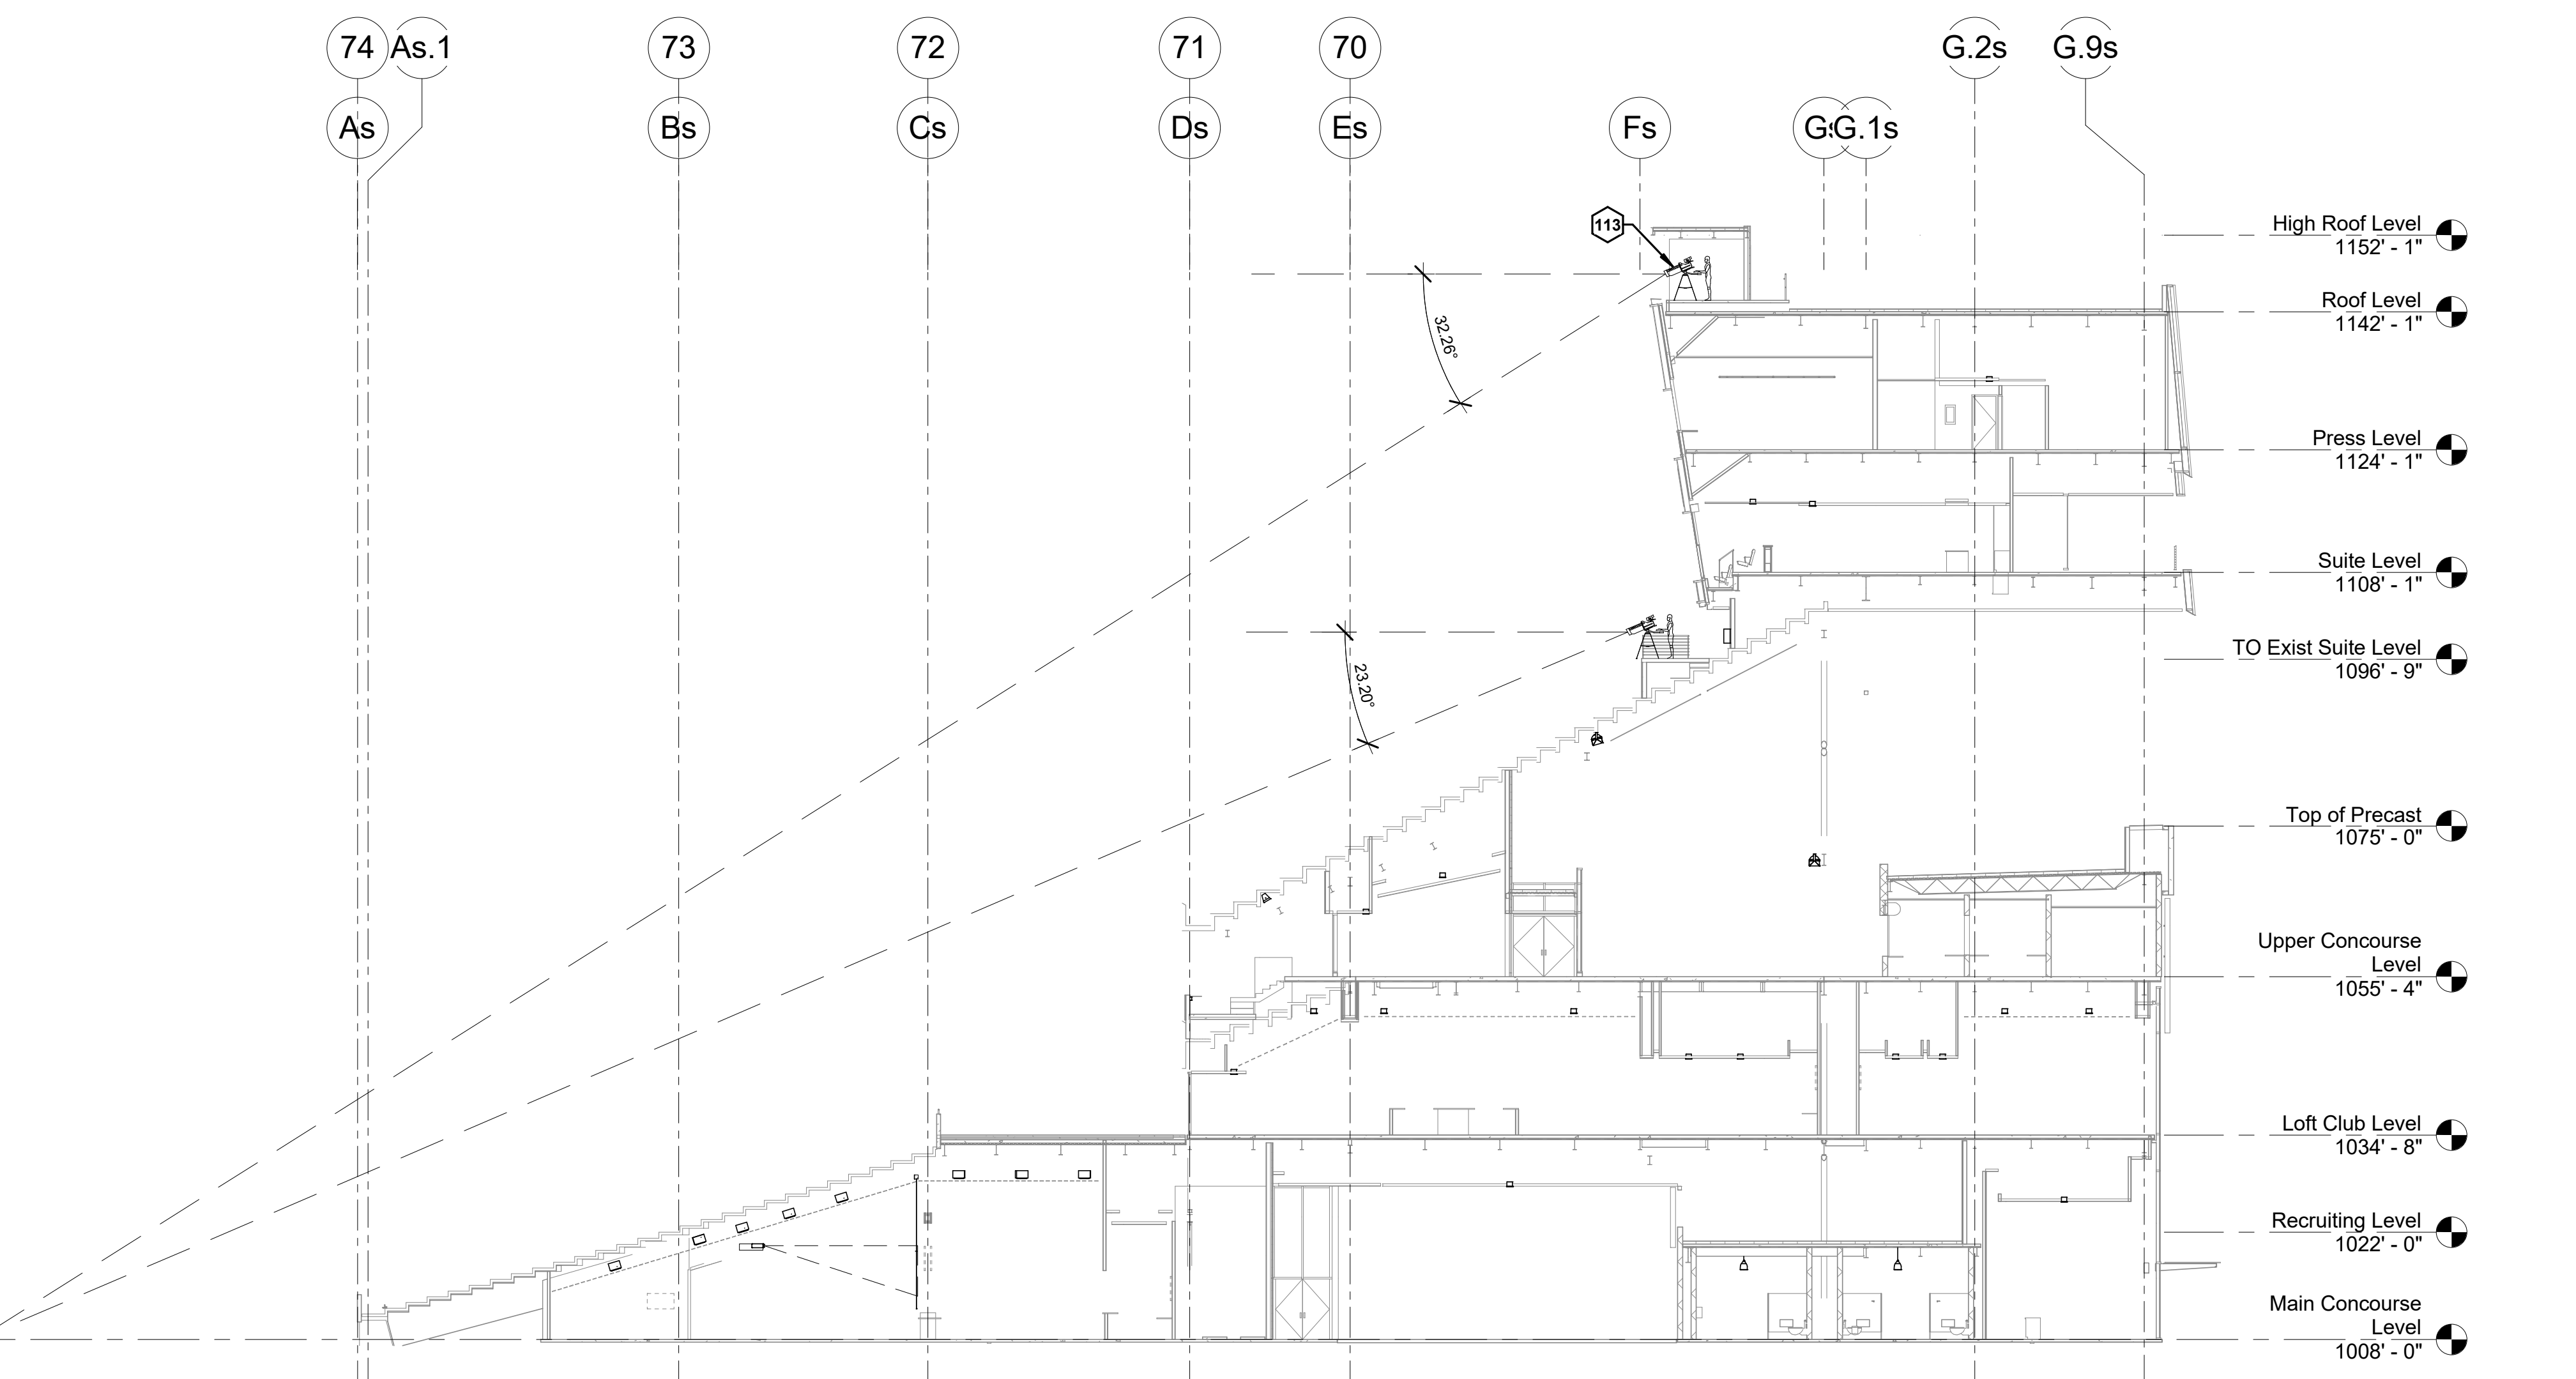 74
As.1
73
72
71
70
G.2s
G.9s
As
Bs
Cs
Ds
Es
Fs
G.1s
113
High Roof Level
1152' - 1"
32.26°
Roof Level
1142' - 1"
Press Level
1124' - 1"
Suite Level
1108' - 1"
TO Exist Suite Level
1096' - 9"
23.20°
Top of Precast
1075' - 0"
Upper Concourse
Level
1055' - 4"
Loft Club Level
1034' - 8"
Recruiting Level
1022' - 0"
Main Concourse
Level
1008' - 0"